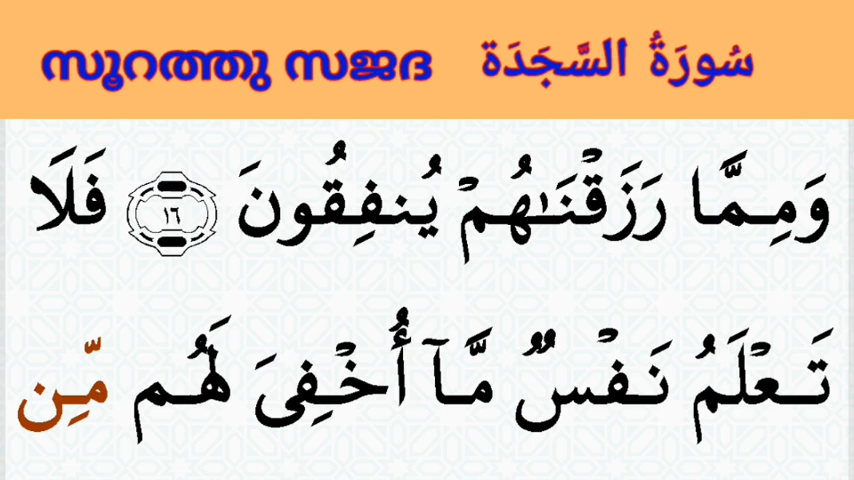 സൂറത്തു സജദ سُورَةُ السَّجَدَة
وَمِمَّا رَزَقْنَـٰهُمْ يُنفِقُونَ ١٦ فَلَا
تَعْلَمُ نَفْسٌ مَّآ أُخْفِىَ لَهُم مِّن